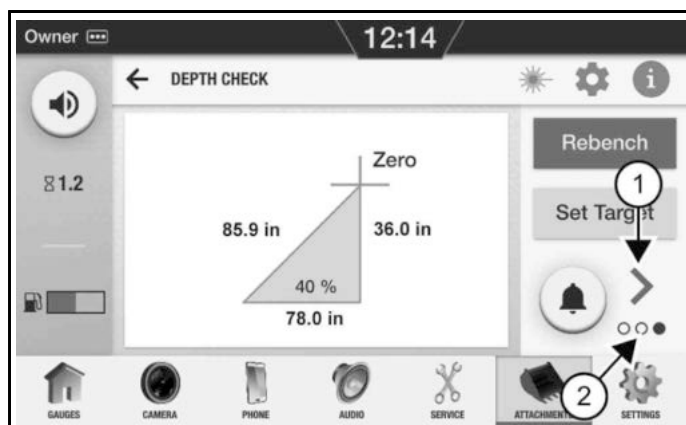 Owner
12:14
DEPTH CHECK
i
Rebench
1
Zero
1.2
Set Target
85.9 in
36.0 in
40 %
78.0 in
2
GAUGES
CAMERA
PHONE
AUDIO
SERVICE
ATTACHMENTS
SETTINGS